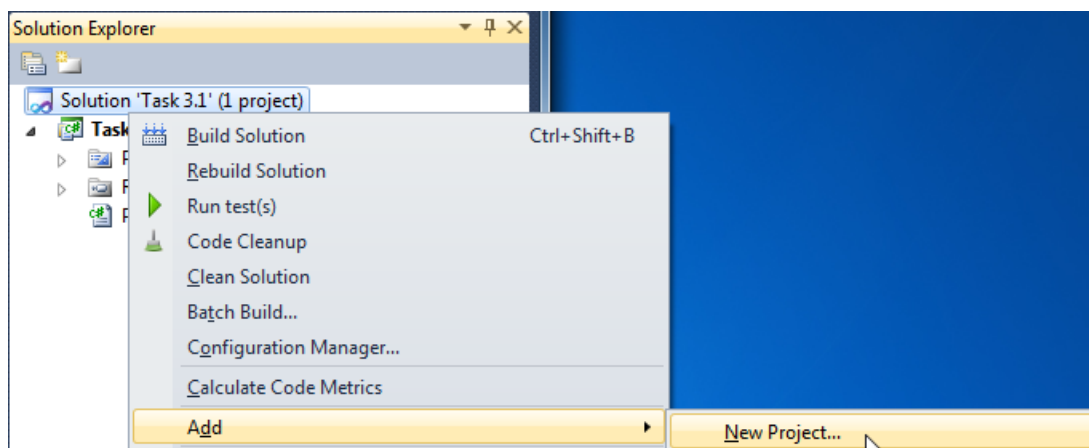 Solution Explorer
Solution 'Task 3.1' (1 project)
Task
Build Solution Ctrl+Shift+B
Rebuild Solution
Run test(s)
Code Cleanup
Clean Solution
Batch Build...
Configuration Manager...
Calculate Code Metrics
Add
New Project...